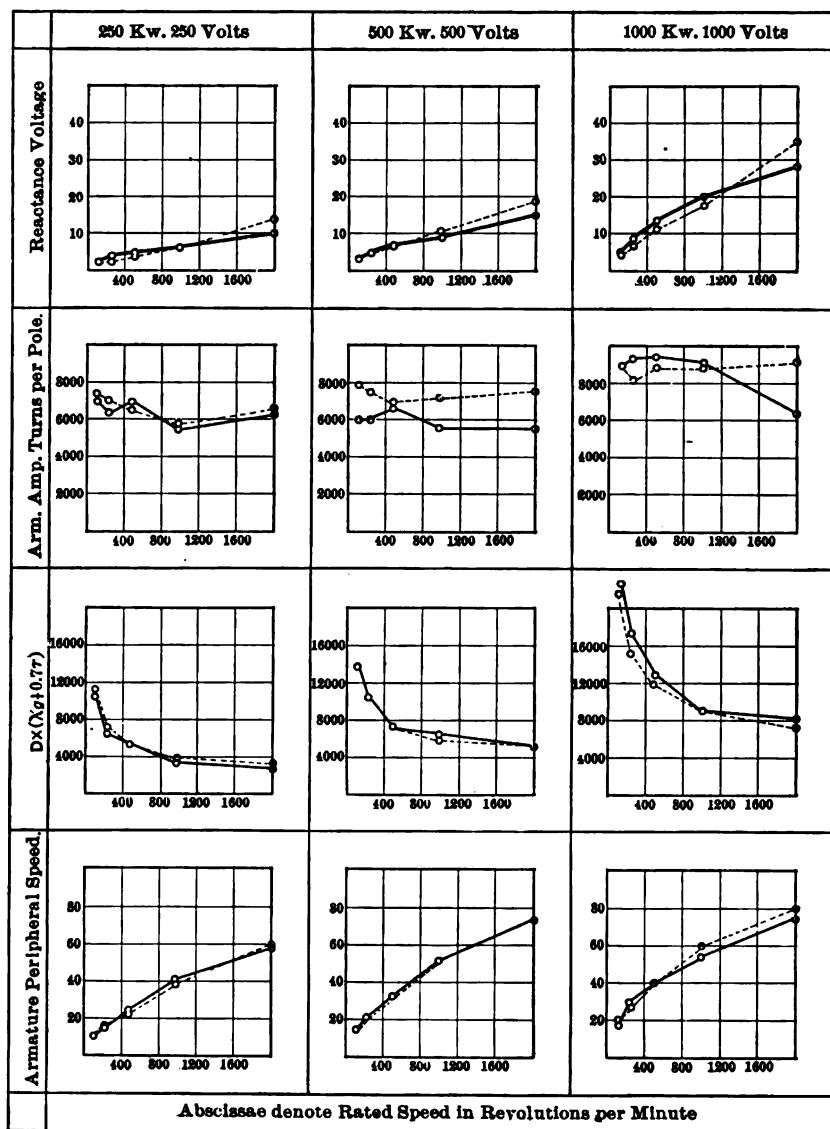 250 Kw. 250 Volts
500 Kw. 500 Volts
1000 Kw. 1000 Volts
Reactance Voltage
40
30
20
10
400 800 1200 1600
40
30
20
10
400 800 1200 1600
40
30
20
10
400 800 1200 1600
Arm. Amp. Turns per Pole.
8000
6000
4000
2000
400 800 1200 1600
8000
6000
4000
2000
400 800 1200 1600
8000
6000
4000
2000
400 800 1200 1600
D×(λg+0.7τ)
16000
12000
8000
4000
400 800 1200 1600
16000
12000
8000
4000
400 800 1200 1600
16000
12000
8000
4000
400 800 1200 1600
Armature Peripheral Speed.
80
60
40
20
400 800 1200 1600
80
60
40
20
400 800 1200 1600
80
60
40
20
400 800 1200 1600
Abscissae denote Rated Speed in Revolutions per Minute